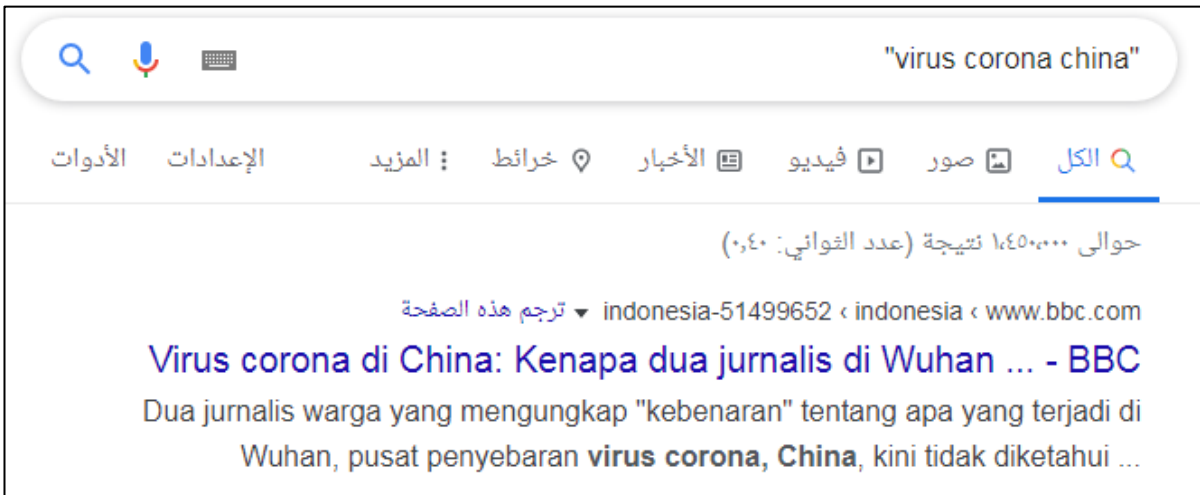 "virus corona china"
الكل صور فيديو الأخبار خرائط المزيد الإعدادات الأدوات
حوالى ١،٤٥٠،٠٠٠ نتيجة (عدد الثواني: ٠,٤٠)
www.bbc.com › indonesia › indonesia-51499652 ترجم هذه الصفحة
Virus corona di China: Kenapa dua jurnalis di Wuhan ... - BBC
Dua jurnalis warga yang mengungkap "kebenaran" tentang apa yang terjadi di
Wuhan, pusat penyebaran virus corona, China, kini tidak diketahui ...